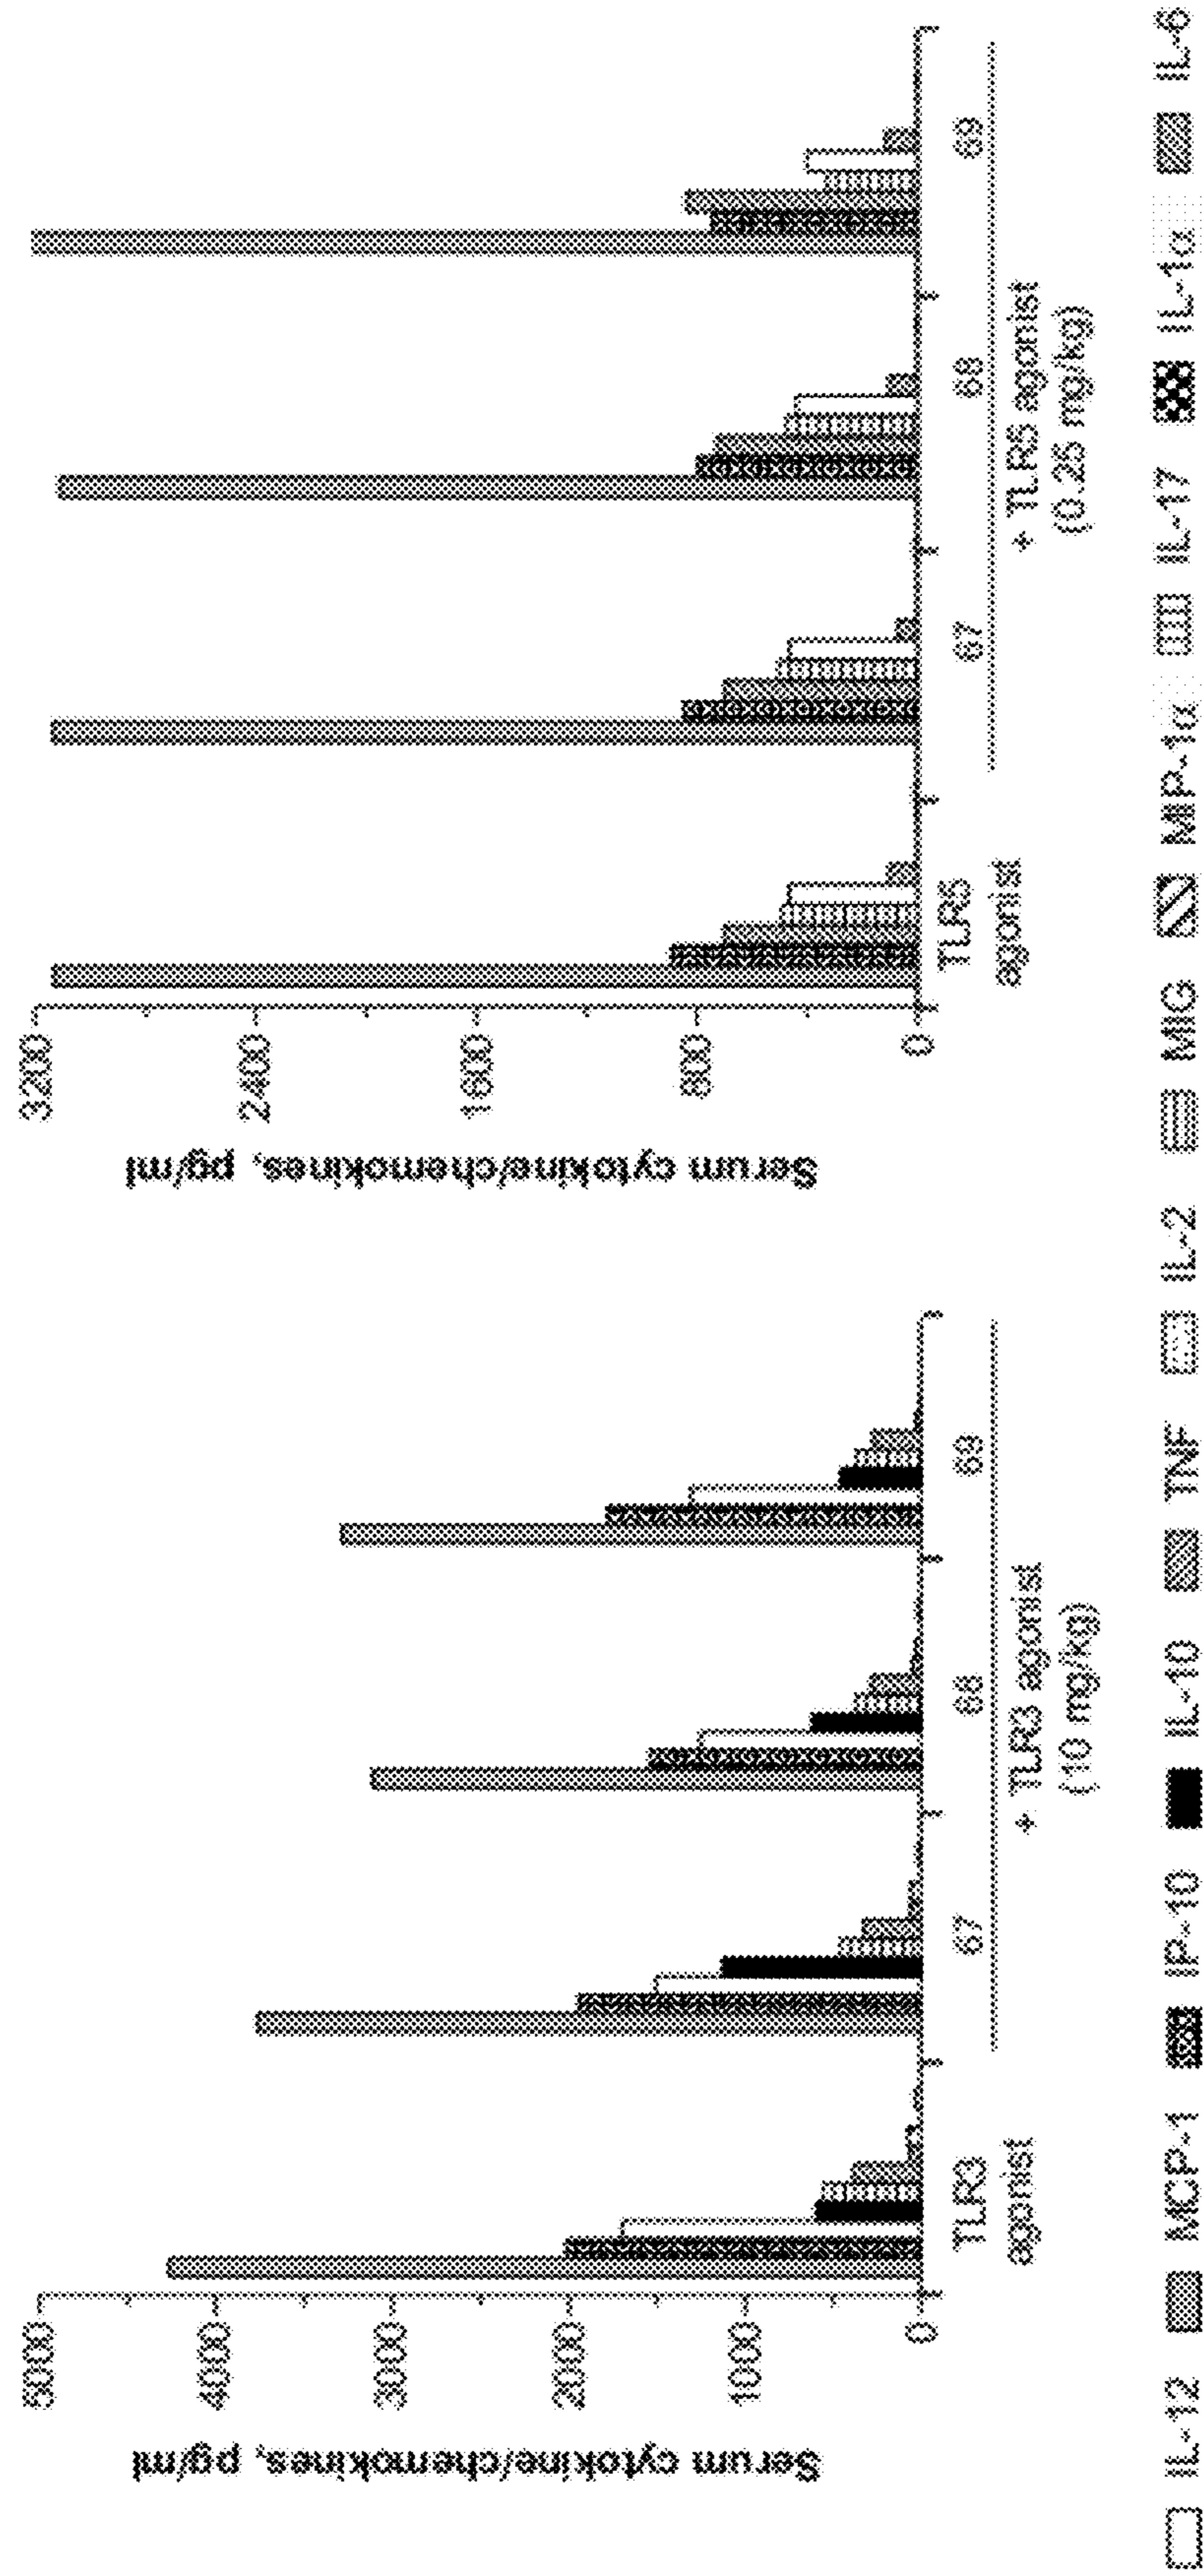 Serum cytokine/chemokines, pg/ml
5000
4000
3000
2000
1000
0
TLR3
agonist
67
68
69
+ TLR3 agonist
(10 mg/kg)
Serum cytokine/chemokines, pg/ml
3200
2400
1600
800
0
TLR5
agonist
67
68
69
+ TLR5 agonist
(0.25 mg/kg)
IL-12 MCP-1 IP-10 IL-10 TNF IL-2 MIG MIP-1α IL-17 IL-1α IL-6